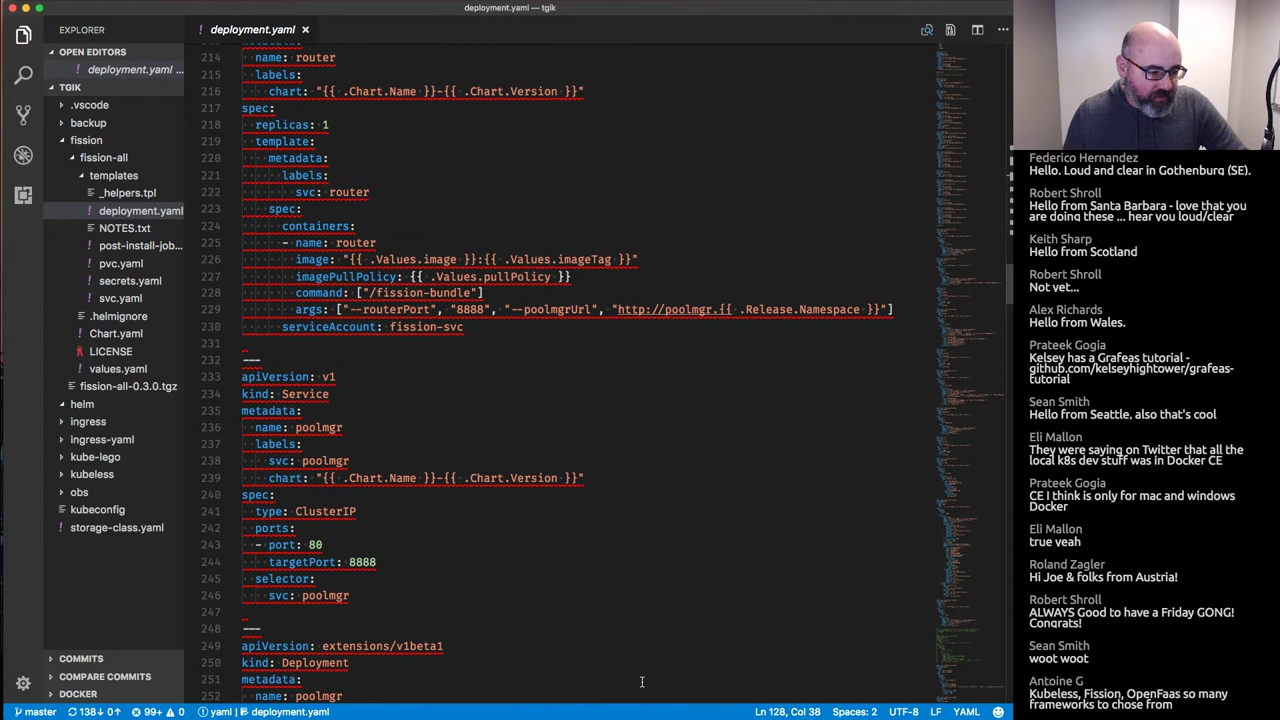 deployment.yaml — tgik
EXPLORER
OPEN EDITORS
deployment.yaml ...
TGIK
.vscode
backup
fission
fission-all
templates
_helpers.tpl
deployment.yaml
NOTES.txt
post-install-job...
pvc.yaml
secret.yaml
svc.yaml
.helmignore
LICENSE
values.yaml
fission-all-0.3.0.tgz
ingress.yaml
kube-lego
kubeless
obs
kubeconfig
storage-class.yaml
COMMITS
DOCKER
deployment.yaml ×
214 name: router
215 labels:
216 chart: "{{ .Chart.Name }}-{{ .Chart.Version }}"
217 spec:
218 replicas: 1
219 template:
220 metadata:
221 labels:
222 svc: router
223 spec:
224 containers:
225 - name: router
226 image: "{{ .Values.image }}:{{ .Values.imageTag }}"
227 imagePullPolicy: {{ .Values.pullPolicy }}
228 command: ["/fission-bundle"]
229 args: ["--routerPort", "8888", "--poolmgrUrl", "http://poolmgr.{{ .Release.Namespace }}"]
230 serviceAccount: fission-svc
231
232 ---
233 apiVersion: v1
234 kind: Service
235 metadata:
236 name: poolmgr
237 labels:
238 svc: poolmgr
239 chart: "{{ .Chart.Name }}-{{ .Chart.Version }}"
240 spec:
241 type: ClusterIP
242 ports:
243 - port: 80
244 targetPort: 8888
245 selector:
246 svc: poolmgr
247
248 ---
249 apiVersion: extensions/v1beta1
250 kind: Deployment
251 metadata:
252 name: poolmgr
master 0↓ 0↑ 99+ 0 yaml deployment.yaml Ln 128, Col 38 Spaces: 2 UTF-8 LF YAML
Federico Hernandez
Hello. Loud and clear in Gothenburg (SE).
Robert Shroll
Hello from Santa Barbara - love that you
are doing these... hear you loud/clear
Keith Sharp
Hello from Scotland
Robert Shroll
Not yet...
Alex Richards
Hartford
Prateek Gogia
Kelsey has a Grafeas tutorial -
github.com/kelseyhightower/grafeas-
tutorial
Sean Smith
Hello from Seattle, also that's cool
Eli Mallon
They were saying on Twitter that CE the
local k8s dev thing was in Docker CE
Prateek Gogia
CE I think is only for mac and windows
Docker
Eli Mallon
true yeah
Roland Zagler
Hi Joe & folks from Austria!
Robert Shroll
ALWAYS Good to have a Friday GONG!
Conqrats!
Sean Smith
woot woot
Antoine G
Kubeless, Fission, OpenFaas so many
frameworks to chose From